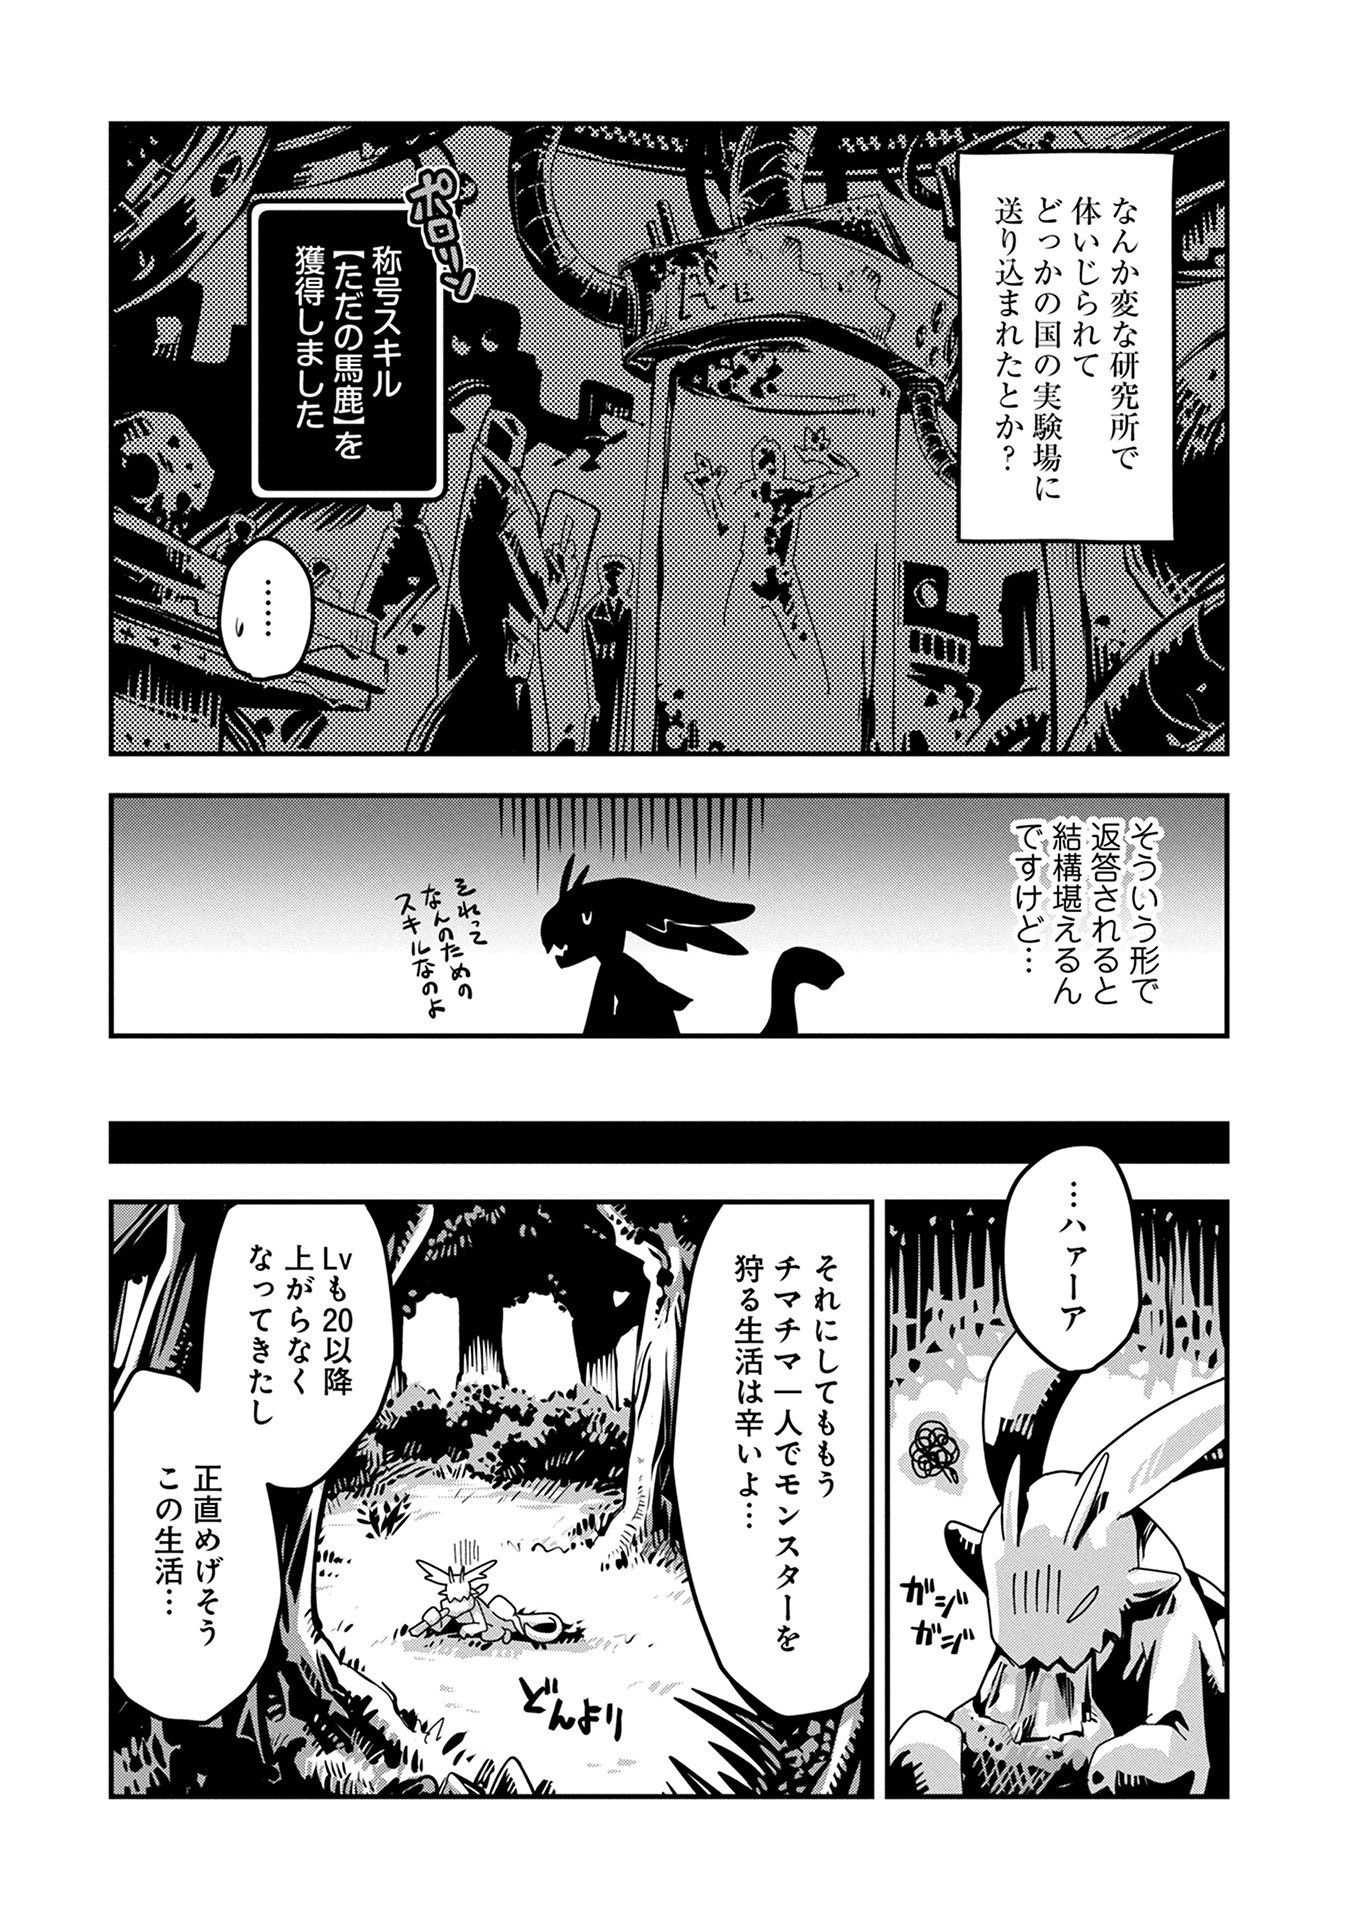 なんか変な研究所で
体いじられて
どっかの国の実験場に
送り込まれたとか？
ポロリン
称号スキル
【ただの馬鹿】を
獲得しました
……
そういう形で
返答されると
結構堪えるん
ですけど…
それって
なんのための
スキルなのよ
…ハァーア
ガジ
ガジ
それにしてももう
チマチマ一人でモンスターを
狩る生活は辛いよ…
どんより
Lvも20以降
上がらなく
なってきたし
正直めげそう
この生活…